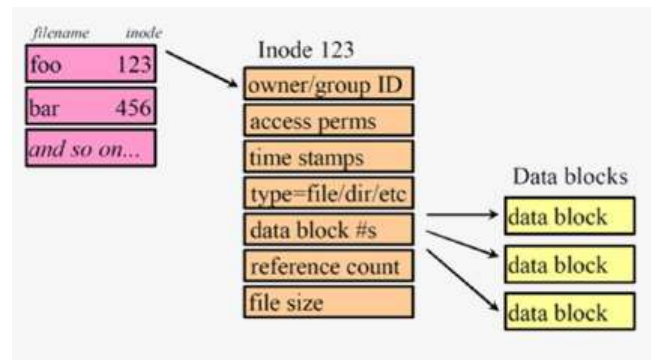 filename inode
foo 123
bar 456
and so on...
Inode 123
owner/group ID
access perms
time stamps
type=file/dir/etc
data block #s
reference count
file size
Data blocks
data block
data block
data block